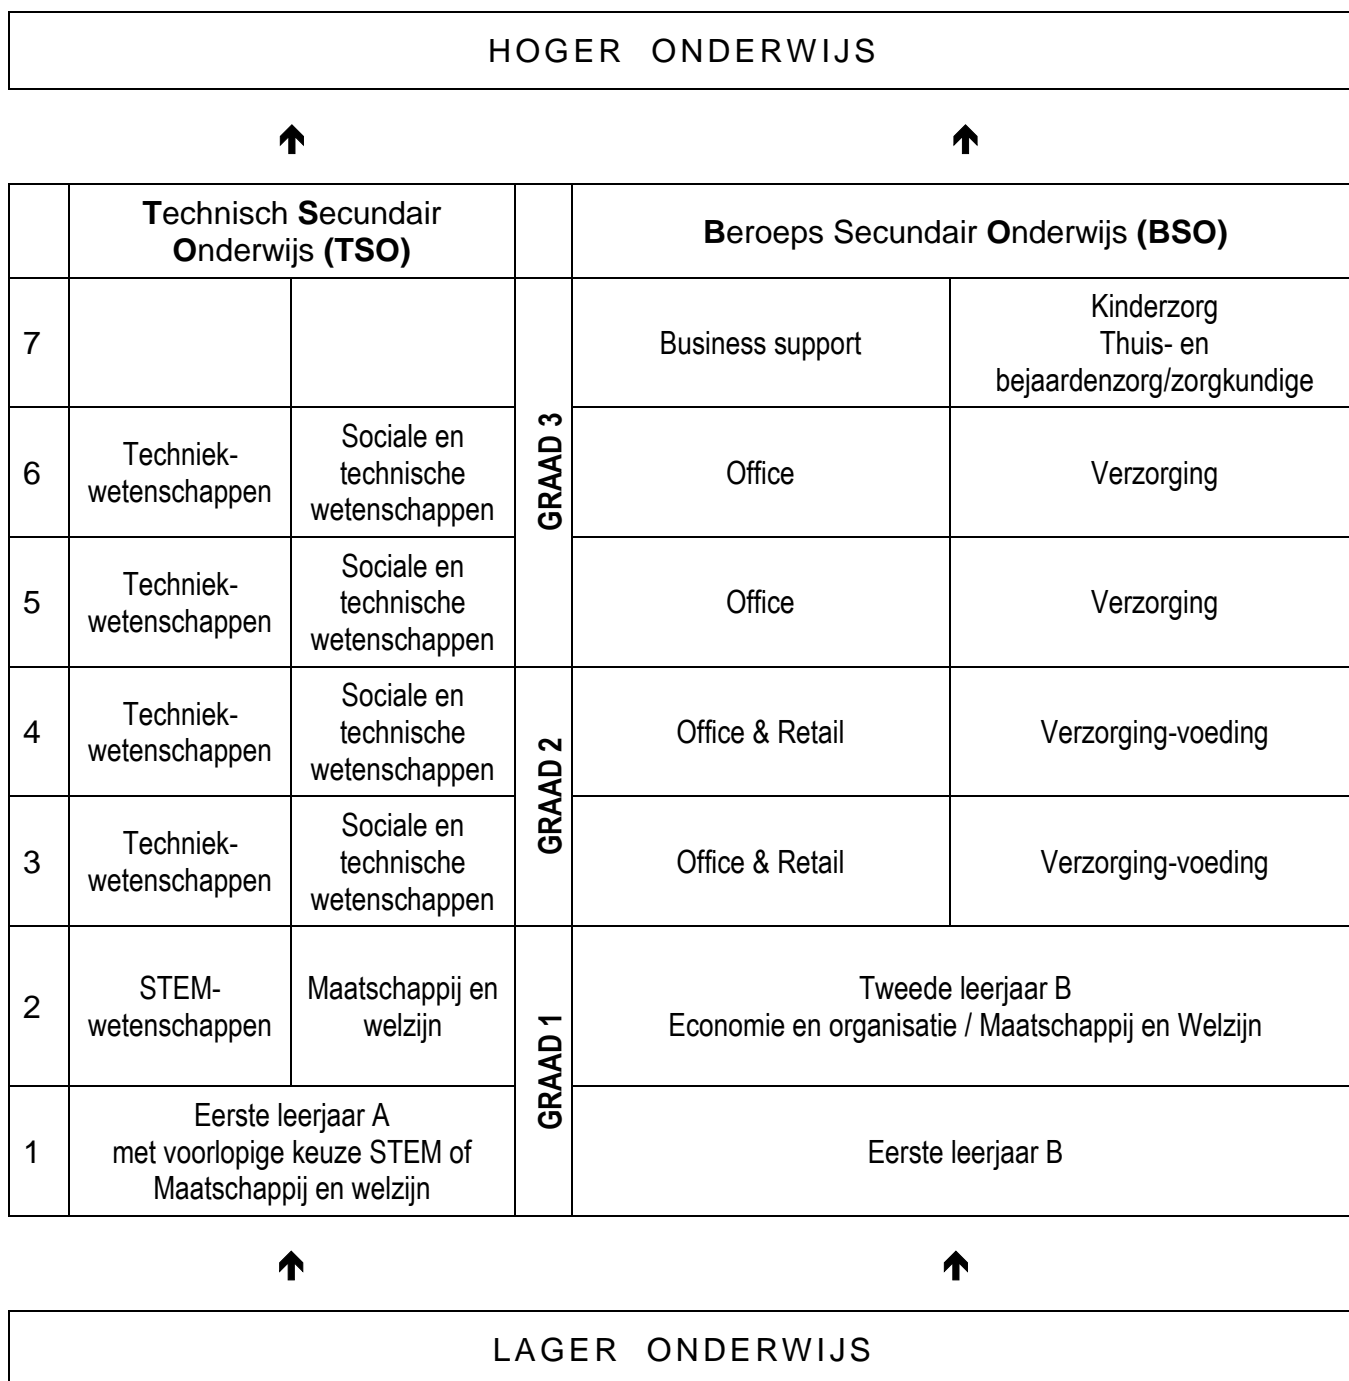 HOGER ONDERWIJS
Technisch Secundair
Onderwijs (TSO)
Beroeps Secundair Onderwijs (BSO)
7
Business support
Kinderzorg
Thuis- en
bejaardenzorg/zorgkundige
GRAAD 3
6
Techniek-
wetenschappen
Sociale en
technische
wetenschappen
Office
Verzorging
5
Techniek-
wetenschappen
Sociale en
technische
wetenschappen
Office
Verzorging
4
Techniek-
wetenschappen
Sociale en
technische
wetenschappen
GRAAD 2
Office & Retail
Verzorging-voeding
3
Techniek-
wetenschappen
Sociale en
technische
wetenschappen
Office & Retail
Verzorging-voeding
2
STEM-
wetenschappen
Maatschappij en
welzijn
GRAAD 1
Tweede leerjaar B
Economie en organisatie / Maatschappij en Welzijn
1
Eerste leerjaar A
met voorlopige keuze STEM of
Maatschappij en welzijn
Eerste leerjaar B
LAGER ONDERWIJS